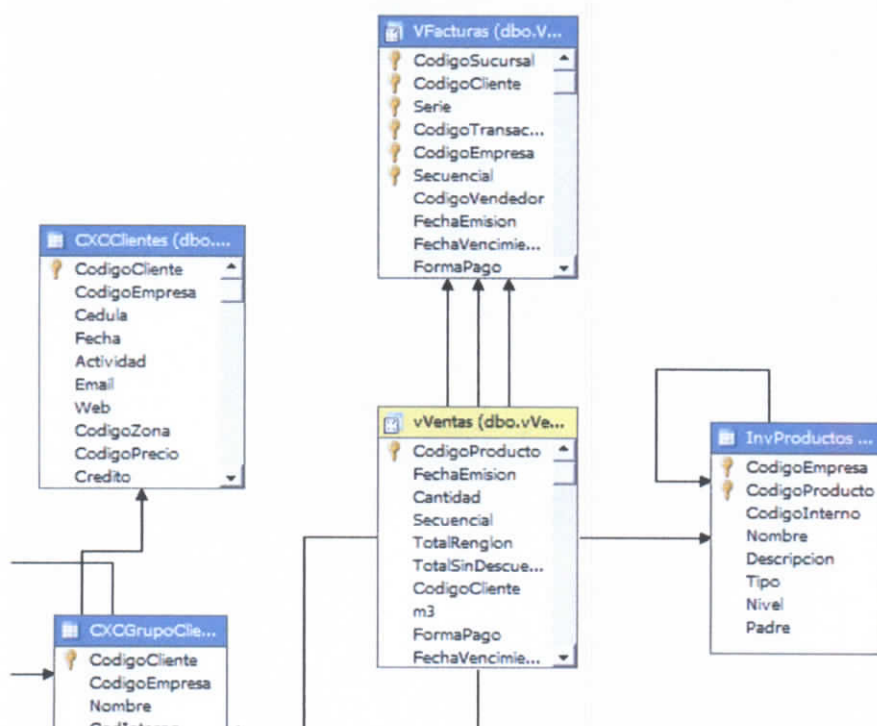 VFacturas (dbo.V...
CodigoSucursal
CodigoCliente
Serie
CodigoTransac...
CodigoEmpresa
Secuencial
CodigoVendedor
FechaEmision
FechaVencimie...
FormaPago
CXCClientes (dbo....
CodigoCliente
CodigoEmpresa
Cedula
Fecha
Actividad
Email
Web
CodigoZona
CodigoPrecio
Credito
vVentas (dbo.vVe...
CodigoProducto
FechaEmision
Cantidad
Secuencial
TotalRenglon
TotalSinDescue...
CodigoCliente
m3
FormaPago
FechaVencimie...
InvProductos ...
CodigoEmpresa
CodigoProducto
CodigoInterno
Nombre
Descripcion
Tipo
Nivel
Padre
CXCGrupoClie...
CodigoCliente
CodigoEmpresa
Nombre